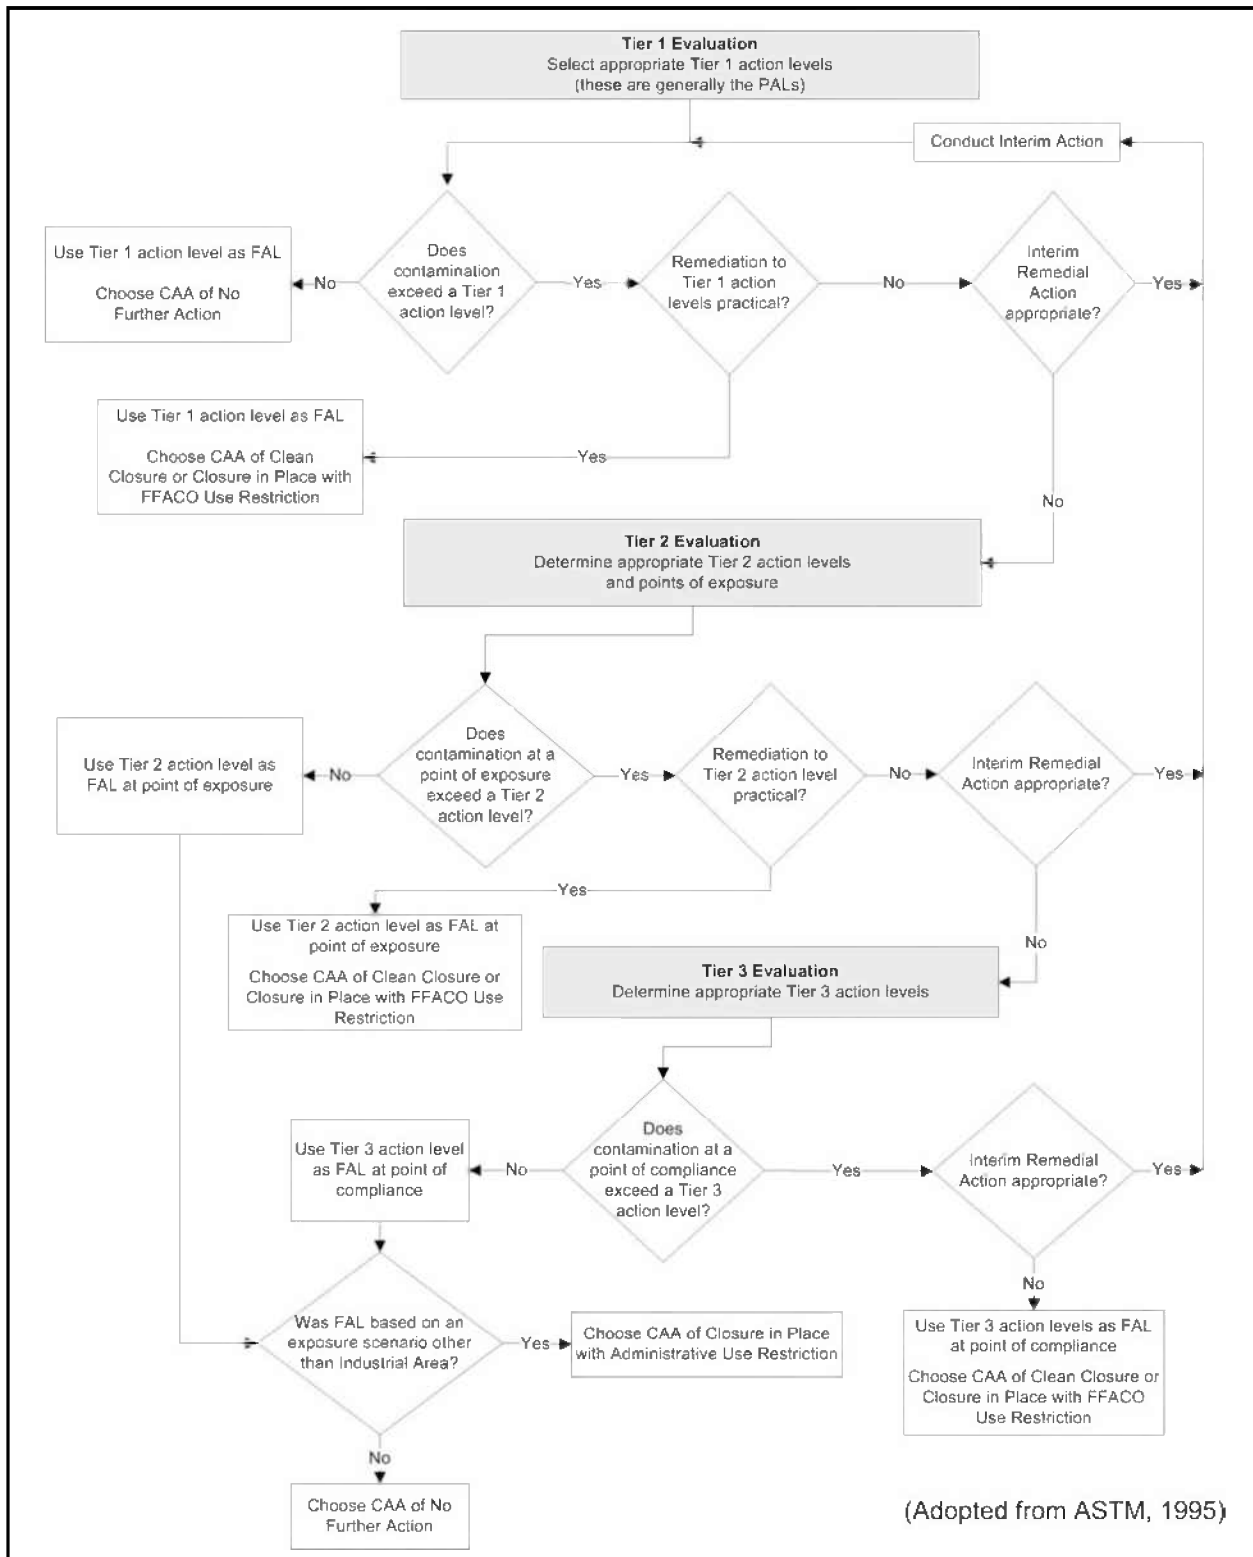 Tier 1 Evaluation
Select appropriate Tier 1 action levels
(these are generally the PALs)
Conduct Interim Action
Use Tier 1 action level as FAL
Choose CAA of No
Further Action
No
Does
contamination
exceed a Tier 1
action level?
Yes
Remediation to
Tier 1 action
levels practical?
No
Interim
Remedial
Action
appropriate?
Yes
Use Tier 1 action level as FAL
Choose CAA of Clean
Closure or Closure in Place with
FFACO Use Restriction
Yes
No
Tier 2 Evaluation
Determine appropriate Tier 2 action levels
and points of exposure
Use Tier 2 action level as
FAL at point of exposure
No
Does
contamination at a
point of exposure
exceed a Tier 2
action level?
Yes
Remediation to
Tier 2 action level
practical?
No
Interim Remedial
Action appropriate?
Yes
Yes
Use Tier 2 action level as FAL at
point of exposure
Choose CAA of Clean Closure or
Closure in Place with FFACO Use
Restriction
No
Tier 3 Evaluation
Determine appropriate Tier 3 action levels
Use Tier 3 action level
as FAL at point of
compliance
No
Does
contamination at a
point of compliance
exceed a Tier 3
action level?
Yes
Interim Remedial
Action appropriate?
Yes
No
Was FAL based on an
exposure scenario other
than Industrial Area?
Yes
Choose CAA of Closure in Place
with Administrative Use Restriction
Use Tier 3 action levels as FAL
at point of compliance
Choose CAA of Clean Closure or
Closure in Place with FFACO
Use Restriction
No
Choose CAA of No
Further Action
(Adopted from ASTM, 1995)